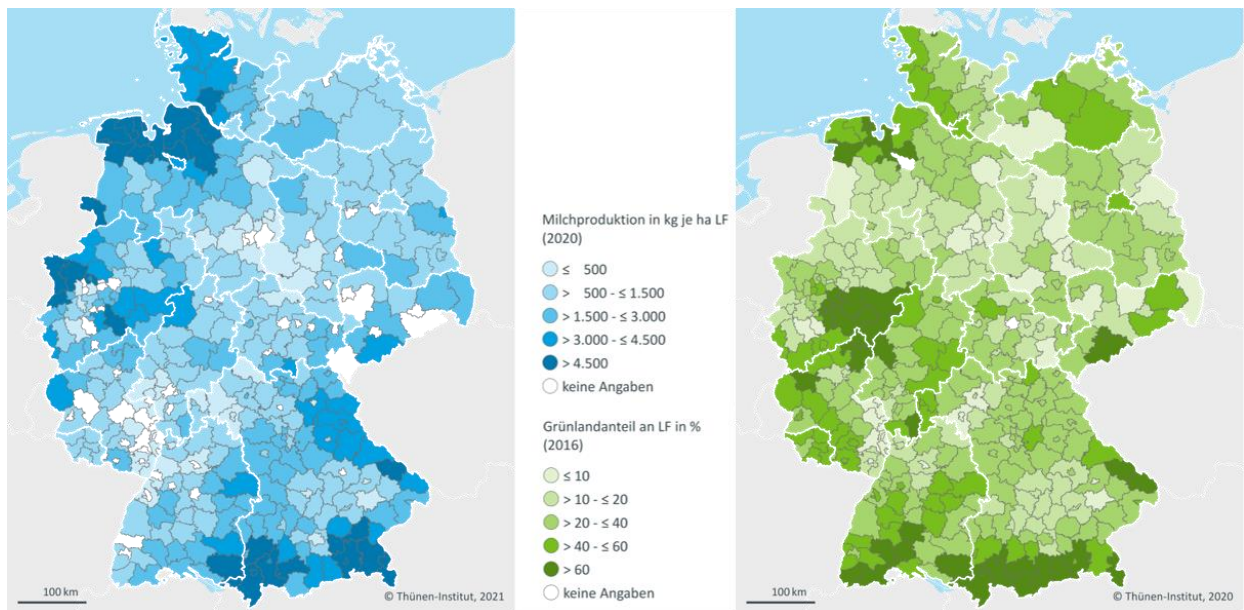 Milchproduktion in kg je ha LF
(2020)
≤ 500
> 500 - ≤ 1.500
> 1.500 - ≤ 3.000
> 3.000 - ≤ 4.500
> 4.500
keine Angaben
Grünlandanteil an LF in %
(2016)
≤ 10
> 10 - ≤ 20
> 20 - ≤ 40
> 40 - ≤ 60
> 60
keine Angaben
100 km
© Thünen-Institut, 2021
100 km
© Thünen-Institut, 2020